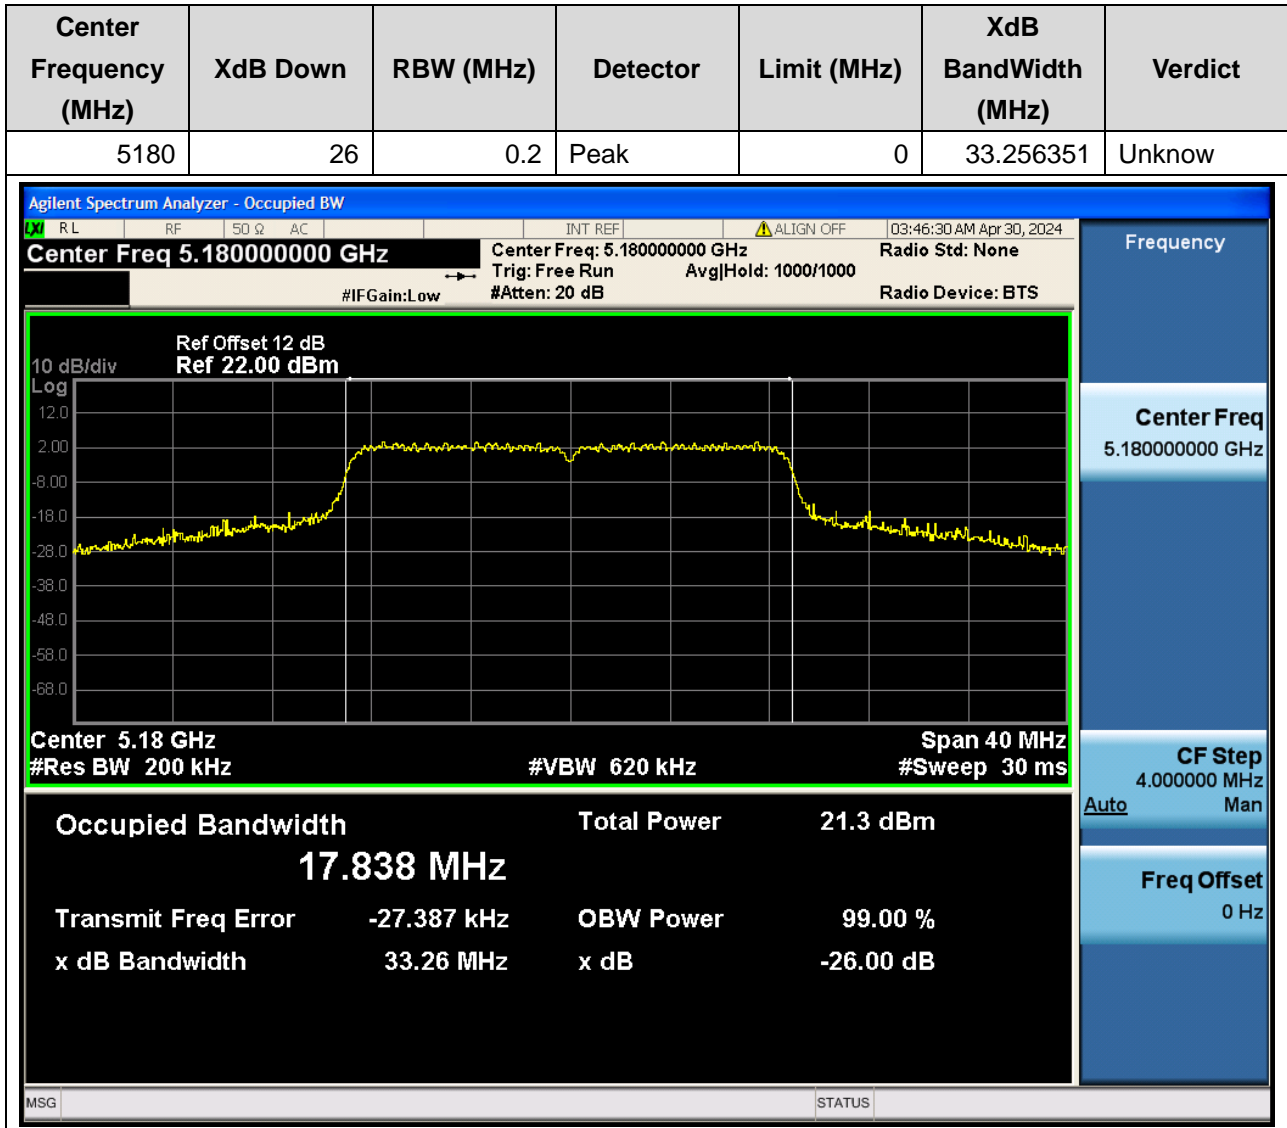 Center Frequency (MHz) XdB Down RBW (MHz) Detector Limit (MHz) XdB BandWidth (MHz) Verdict
5180 26 0.2 Peak 0 33.256351 Unknow
Agilent Spectrum Analyzer - Occupied BW
LXI RL RF 50 Ω AC INT REF ALIGN OFF 03:46:30 AM Apr 30, 2024
Center Freq 5.180000000 GHz
Center Freq: 5.180000000 GHz Radio Std: None
Trig: Free Run Avg|Hold: 1000/1000
#IFGain:Low #Atten: 20 dB Radio Device: BTS
Frequency
Ref Offset 12 dB
10 dB/div Ref 22.00 dBm
Log
12.0
2.00
-8.00
-18.0
-28.0
-38.0
-48.0
-58.0
-68.0
Center 5.18 GHz Span 40 MHz
#Res BW 200 kHz #VBW 620 kHz #Sweep 30 ms
Center Freq
5.180000000 GHz
CF Step
4.000000 MHz
Auto Man
Freq Offset
0 Hz
Occupied Bandwidth Total Power 21.3 dBm
17.838 MHz
Transmit Freq Error -27.387 kHz OBW Power 99.00 %
x dB Bandwidth 33.26 MHz x dB -26.00 dB
MSG STATUS